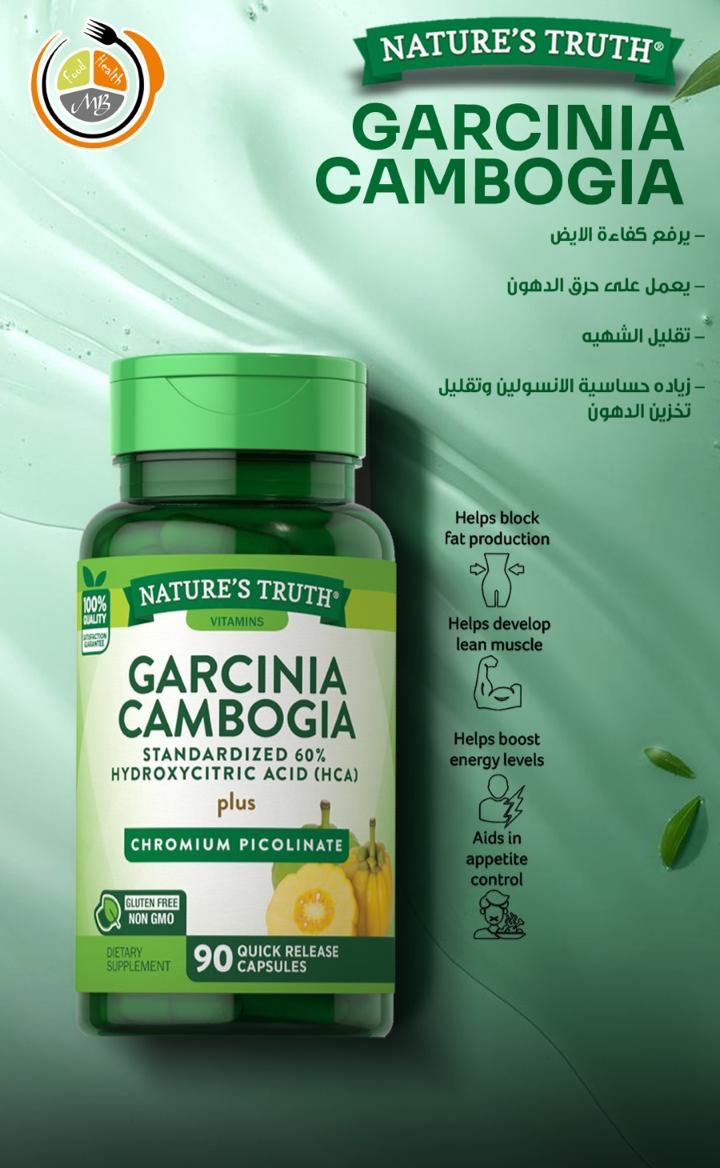 Food
Health
MB
NATURE'S TRUTH®
GARCINIA
CAMBOGIA
– يرفع كفاءة الايض
– يعمل على حرق الدهون
– تقليل الشهيه
– زياده حساسية الانسولين وتقليل
تخزين الدهون
Helps block
fat production
Helps develop
lean muscle
Helps boost
energy levels
Aids in
appetite
control
100%
QUALITY
SATISFACTION
GUARANTEE
NATURE'S TRUTH®
VITAMINS
GARCINIA
CAMBOGIA
STANDARDIZED 60%
HYDROXYCITRIC ACID (HCA)
plus
CHROMIUM PICOLINATE
GLUTEN FREE
NON GMO
DIETARY
SUPPLEMENT
90 QUICK RELEASE
CAPSULES